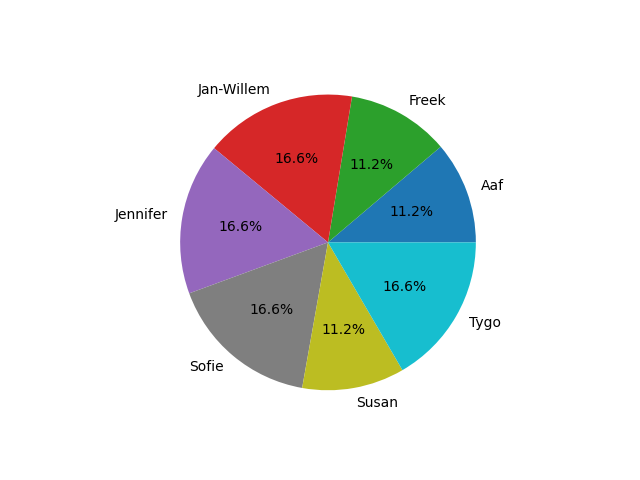 Jan-Willem
Freek
16.6%
11.2%
Aaf
11.2%
Jennifer
16.6%
16.6%
16.6%
11.2%
Tygo
Sofie
Susan